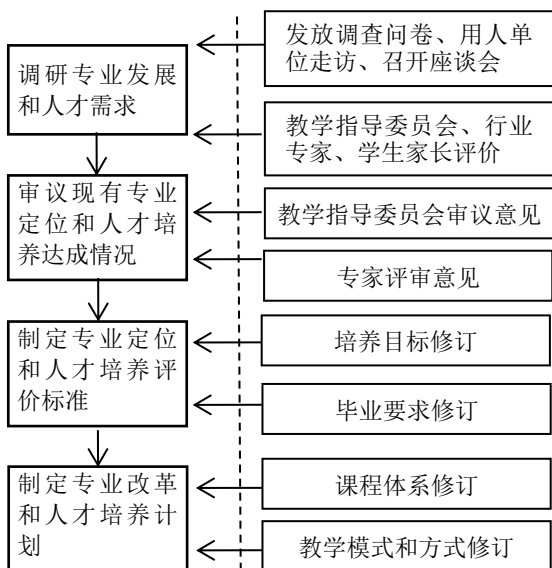 调研专业发展
和人才需求
发放调查问卷、用人单
位走访、召开座谈会
教学指导委员会、行业
专家、学生家长评价
审议现有专业
定位和人才培
养达成情况
教学指导委员会审议意见
专家评审意见
制定专业定位
和人才培养评
价标准
培养目标修订
毕业要求修订
制定专业改革
和人才培养计
划
课程体系修订
教学模式和方式修订